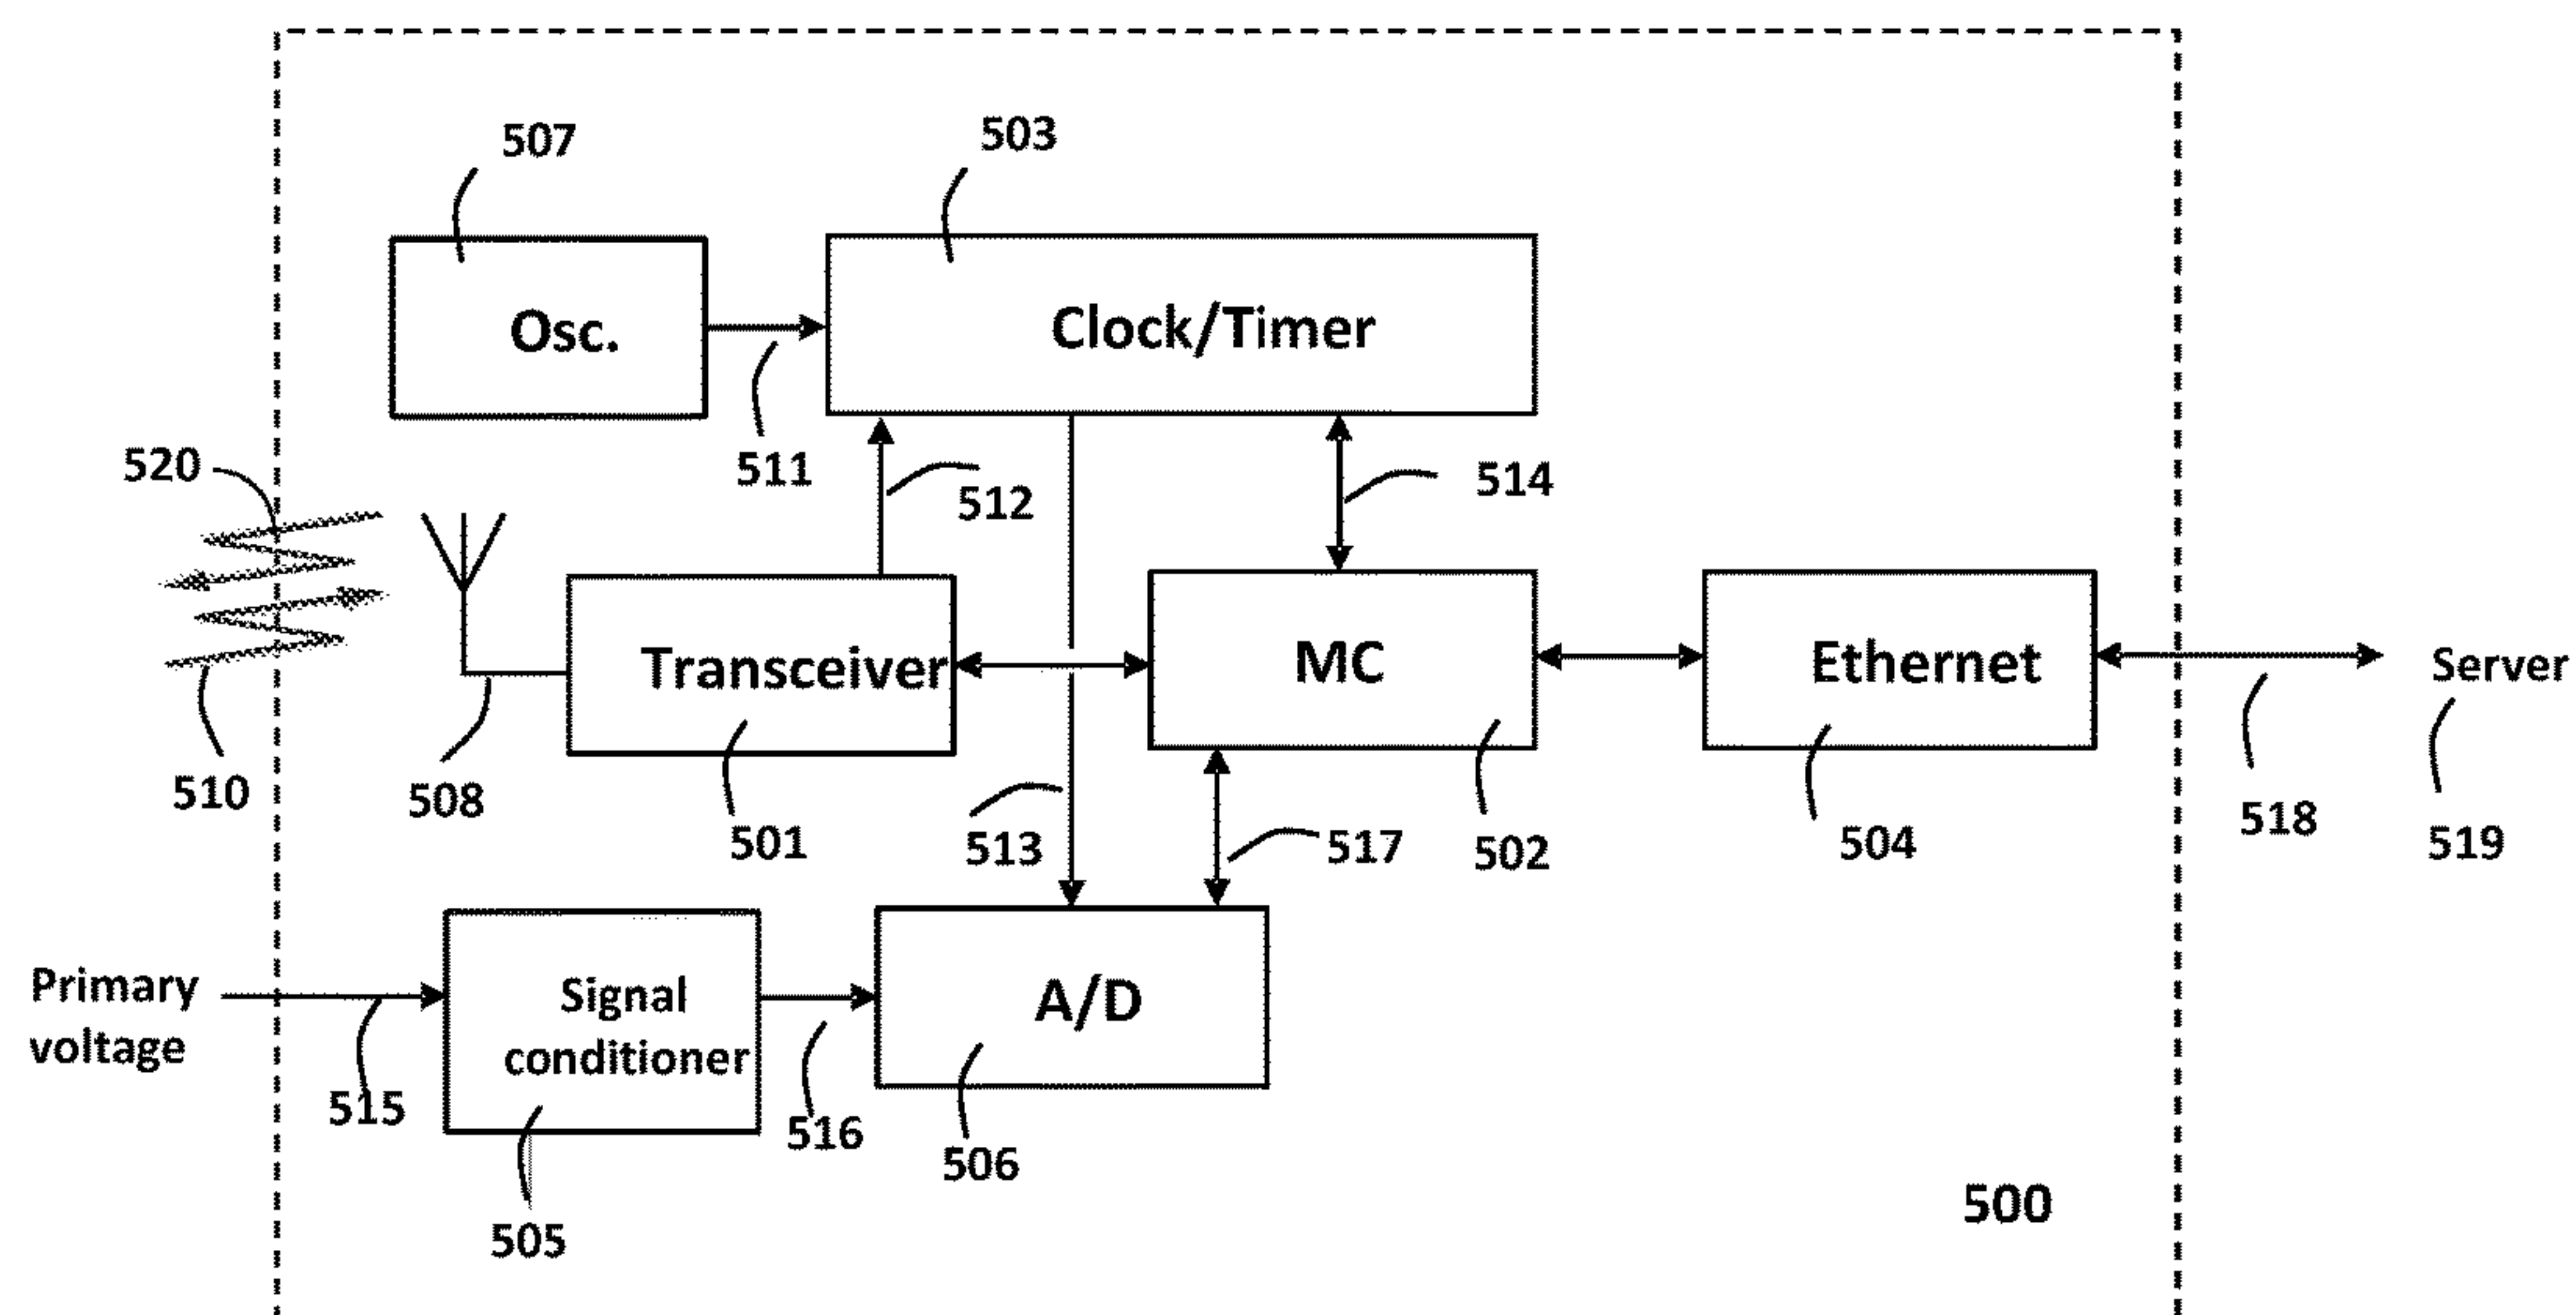 507
503
Osc.
Clock/Timer
520
511
512
514
Transceiver
MC
Ethernet
Server
510
508
501
513
517
502
504
518
519
Primary
voltage
515
Signal
conditioner
516
A/D
506
505
500